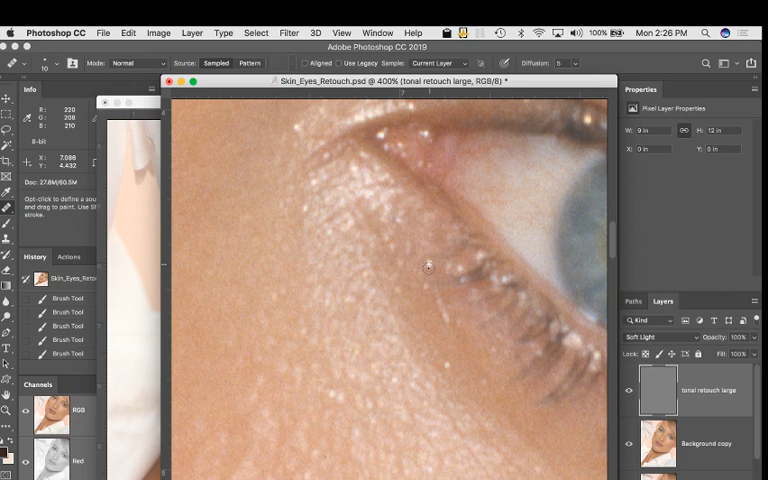 Photoshop CC File Edit Image Layer Type Select Filter 3D View Window Help 100% Mon 2:26 PM
Adobe Photoshop CC 2019
10 Mode: Normal Source: Sampled Pattern Aligned Use Legacy Sample: Current Layer Diffusion: 5
Skin_Eyes_Retouch.psd @ 400% (tonal retouch large, RGB/8) *
Info
R: 220
G: 208
B: 210
8-bit
X: 7.086
Y: 4.432
Doc: 27.8M/60.5M
Opt-click to define a sou
and drag to paint. Use S
stroke.
History Actions
Skin_Eyes_Reto
Brush Tool
Brush Tool
Brush Tool
Brush Tool
Brush Tool
Channels
RGB
Red
7
Properties
Pixel Layer Properties
W: 9 in H: 12 in
X: 0 in Y: 0 in
Paths Layers
Kind
Soft Light Opacity: 100%
Lock: Fill: 100%
tonal retouch large
Background copy